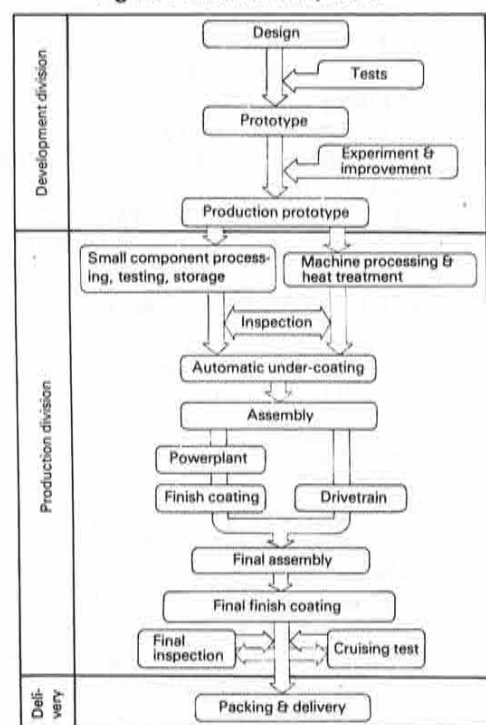 Design
Tests
Prototype
Experiment &
improvement
Production prototype
Development division
Small component process-
ing, testing, storage
Machine processing &
heat treatment
Inspection
Automatic under-coating
Assembly
Powerplant
Finish coating
Drivetrain
Final assembly
Final finish coating
Final
inspection
Cruising test
Production division
Packing & delivery
Deli-
very